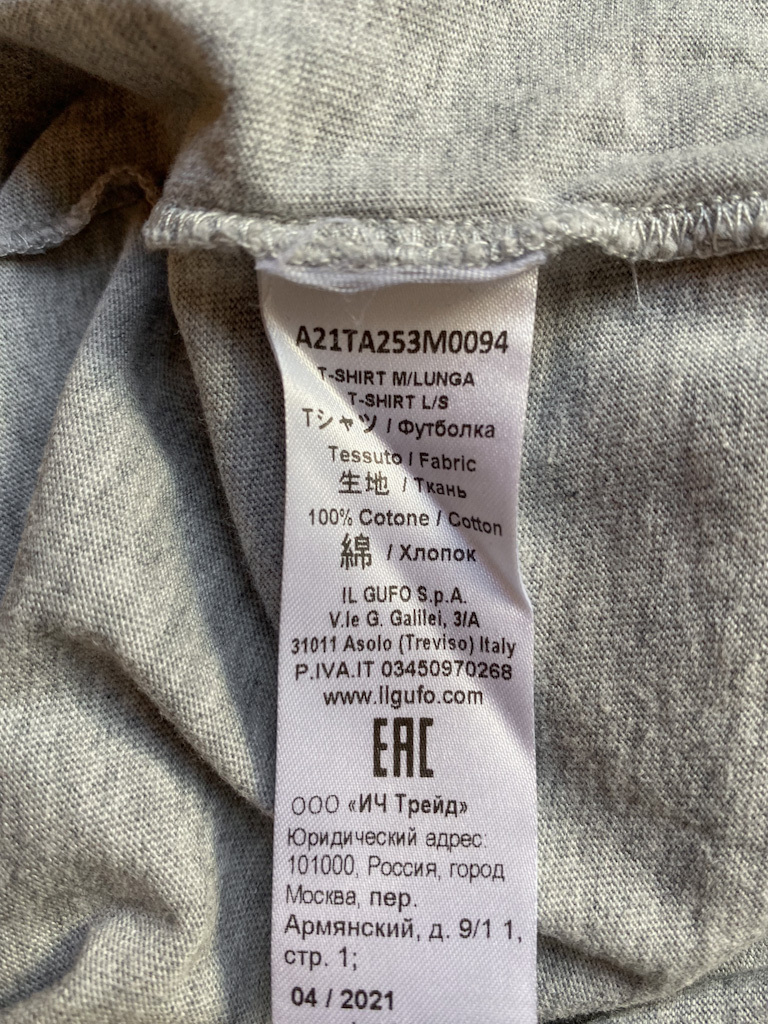 A21TA253M0094
T-SHIRT M/LUNGA
T-SHIRT L/S
Tシャツ / Футболка
Tessuto / Fabric
生地 / Ткань
100% Cotone / Cotton
綿 / Хлопок
IL GUFO S.p.A.
V.le G. Galilei, 3/A
31011 Asolo (Treviso) Italy
P.IVA.IT 03450970268
www.Ilgufo.com
EAC
ООО «ИЧ Трейд»
Юридический адрес:
101000, Россия, город
Москва, пер.
Армянский, д. 9/1 1,
стр. 1;
04 / 2021